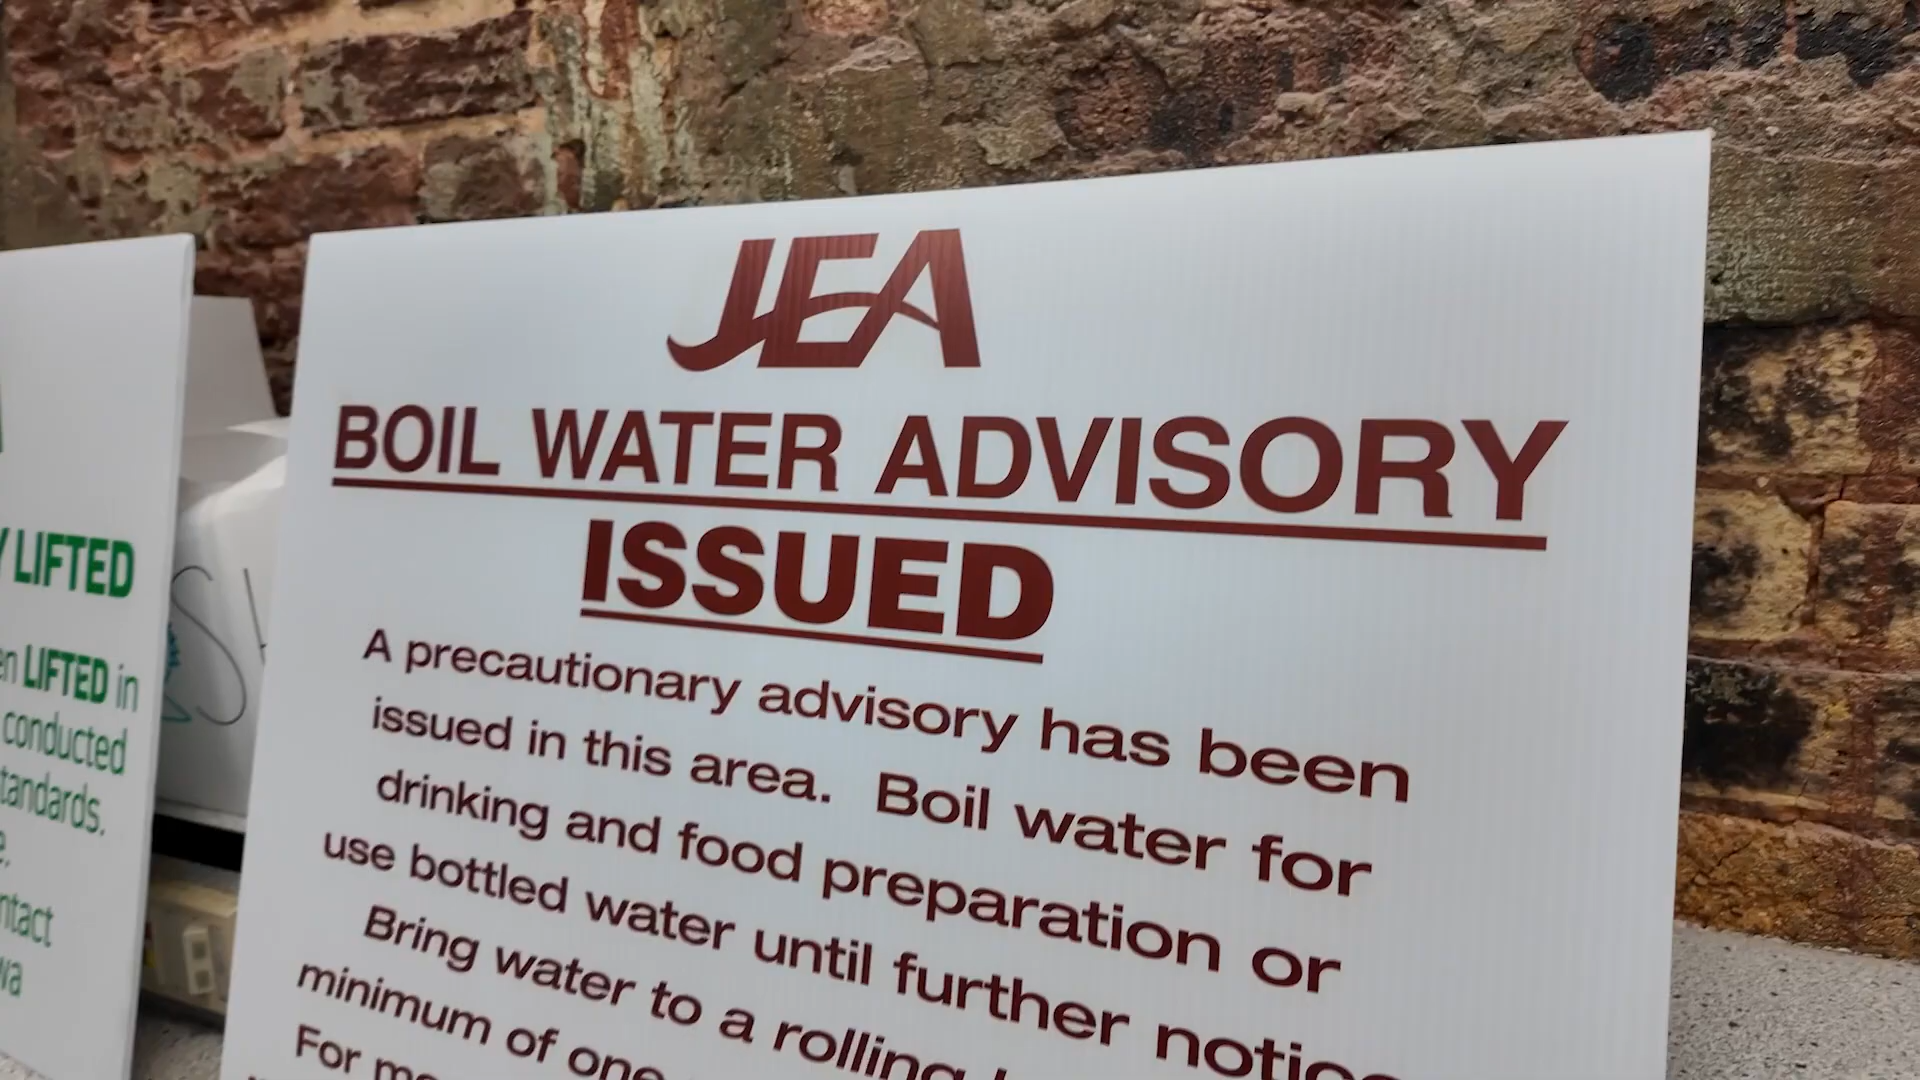 JEA
BOIL WATER ADVISORY
ISSUED
A precautionary advisory has been
issued in this area. Boil water for
drinking and food preparation or
use bottled water until further
Bring water to a rolling
minimum of one
For
LIFTED
LIFTED in
conducted